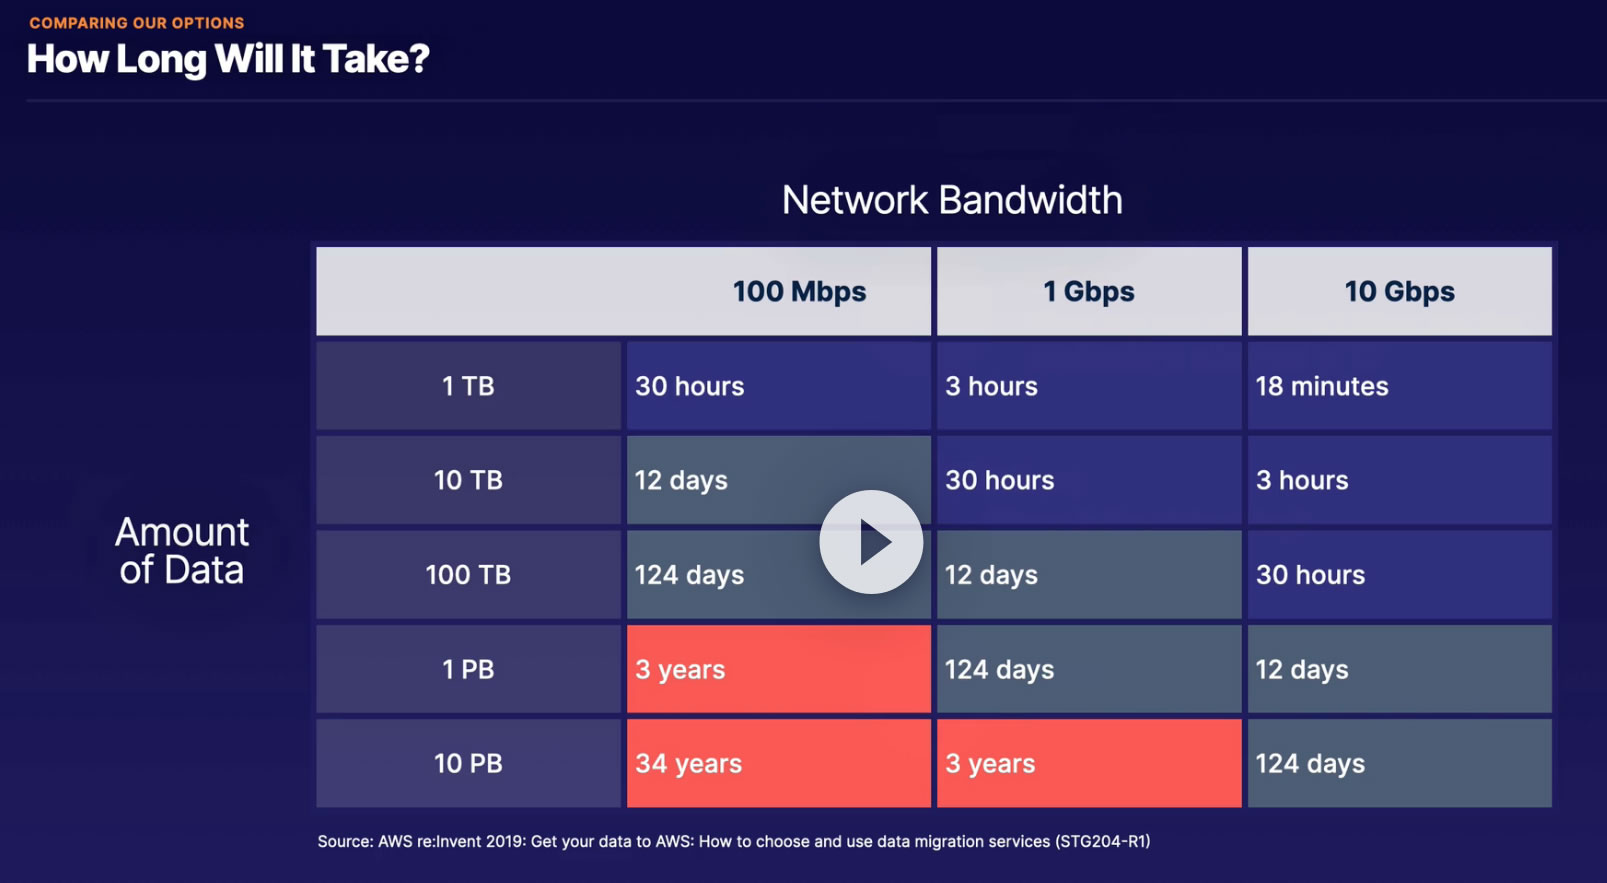 COMPARING OUR OPTIONS
How Long Will It Take?
Network Bandwidth
100 Mbps 1 Gbps 10 Gbps
1 TB 30 hours 3 hours 18 minutes
10 TB 12 days 30 hours 3 hours
Amount
of Data
100 TB 124 days 12 days 30 hours
1 PB 3 years 124 days 12 days
10 PB 34 years 3 years 124 days
Source: AWS re:Invent 2019: Get your data to AWS: How to choose and use data migration services (STG204-R1)